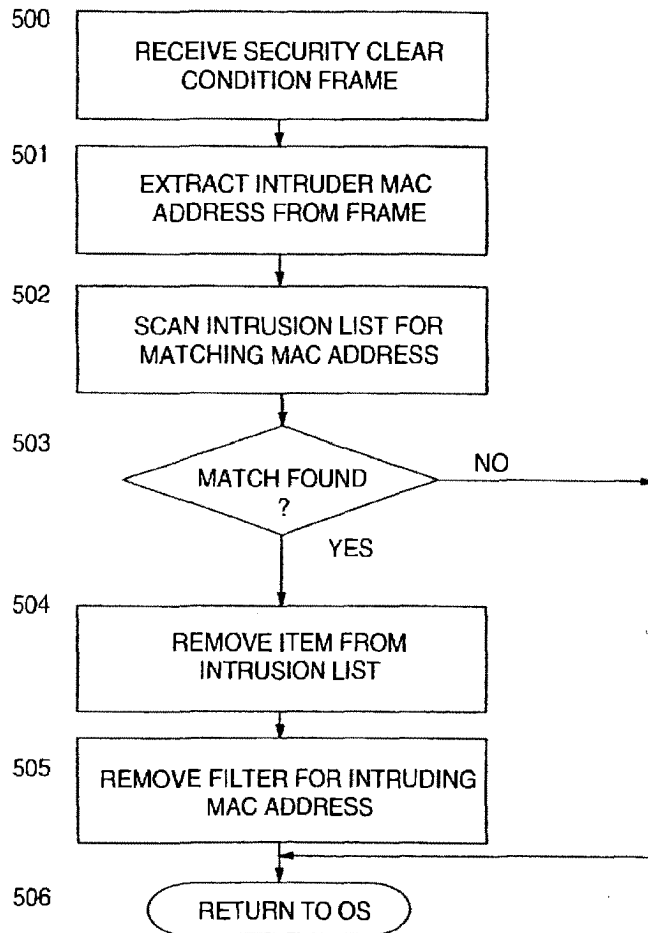 500
RECEIVE SECURITY CLEAR
CONDITION FRAME
501
EXTRACT INTRUDER MAC
ADDRESS FROM FRAME
502
SCAN INTRUSION LIST FOR
MATCHING MAC ADDRESS
503
MATCH FOUND
?
NO
YES
504
REMOVE ITEM FROM
INTRUSION LIST
505
REMOVE FILTER FOR INTRUDING
MAC ADDRESS
506
RETURN TO OS